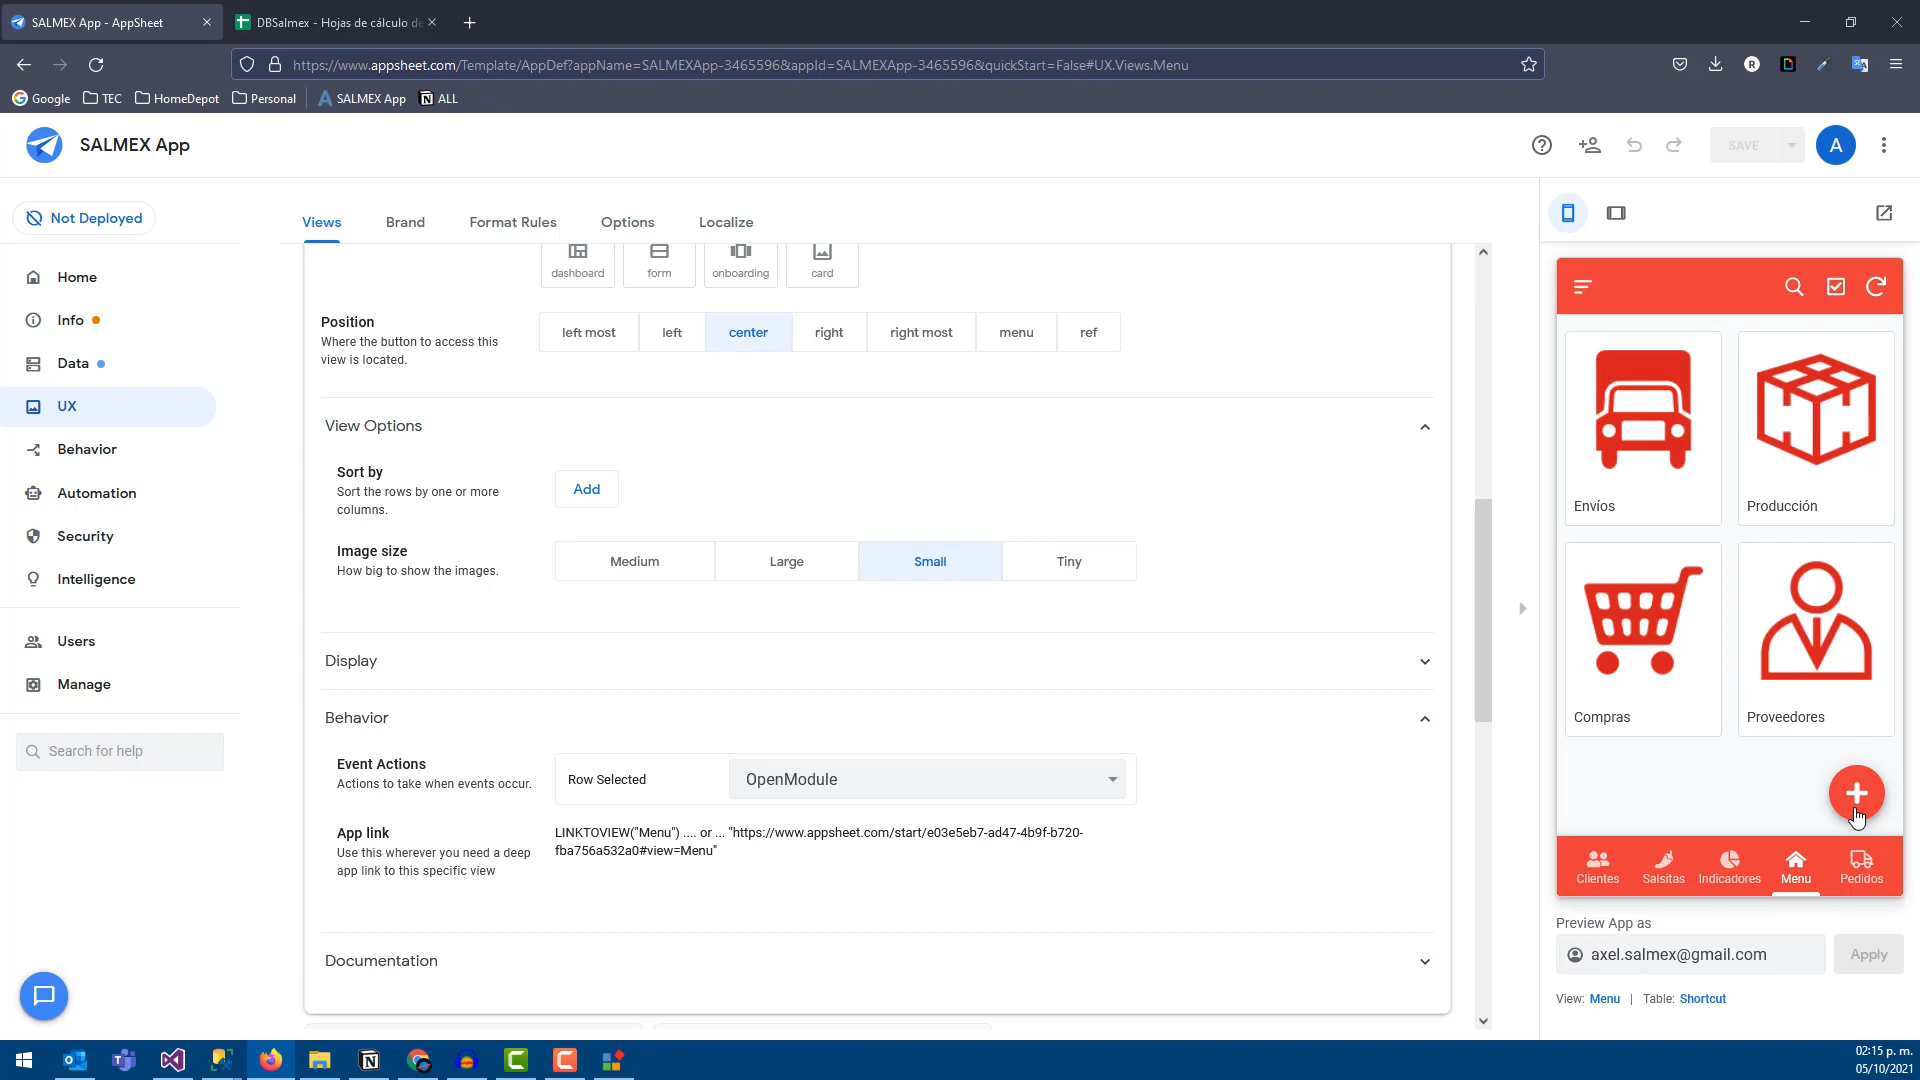 SALMEX App - AppSheet
DBSalmex - Hojas de cálculo de
https://www.appsheet.com/Template/AppDef?appName=SALMEXApp-3465596&appId=SALMEXApp-3465596&quickStart=False#UX.Views.Menu
Google TEC HomeDepot Personal SALMEX App ALL
SALMEX App
SAVE
A
Not Deployed
Home
Info
Data
UX
Behavior
Automation
Security
Intelligence
Users
Manage
Search for help
Views Brand Format Rules Options Localize
dashboard form onboarding card
Position
Where the button to access this
view is located.
left most left center right right most menu ref
View Options
Sort by
Sort the rows by one or more
columns.
Add
Image size
How big to show the images.
Medium Large Small Tiny
Display
Behavior
Event Actions
Actions to take when events occur.
Row Selected OpenModule
App link
Use this wherever you need a deep
app link to this specific view
LINKTOVIEW("Menu") .... or ... "https://www.appsheet.com/start/e03e5eb7-ad47-4b9f-b720-
fba756a532a0#view=Menu"
Documentation
Envíos Producción
Compras Proveedores
Clientes Salsitas Indicadores Menu Pedidos
Preview App as
axel.salmex@gmail.com
Apply
View: Menu | Table: Shortcut
02:15 p. m.
05/10/2021